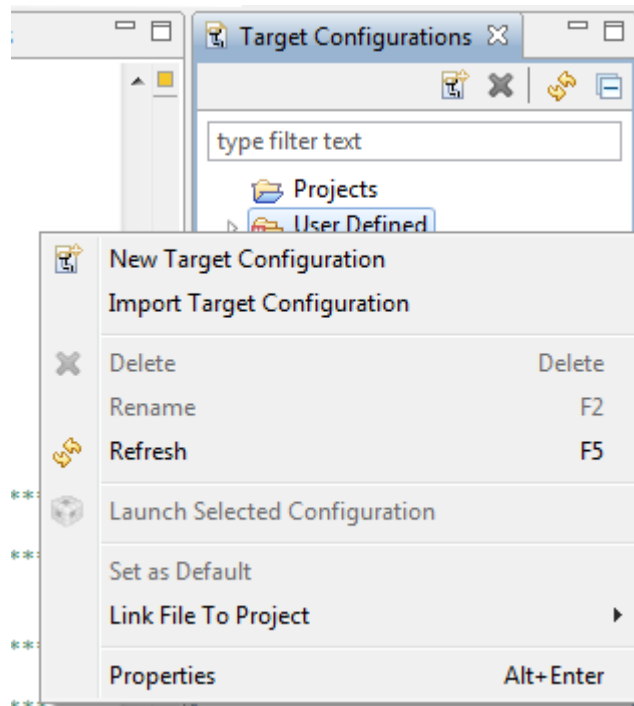 Target Configurations
type filter text
Projects
User Defined
New Target Configuration
Import Target Configuration
Delete Delete
Rename F2
Refresh F5
Launch Selected Configuration
Set as Default
Link File To Project
Properties Alt+Enter